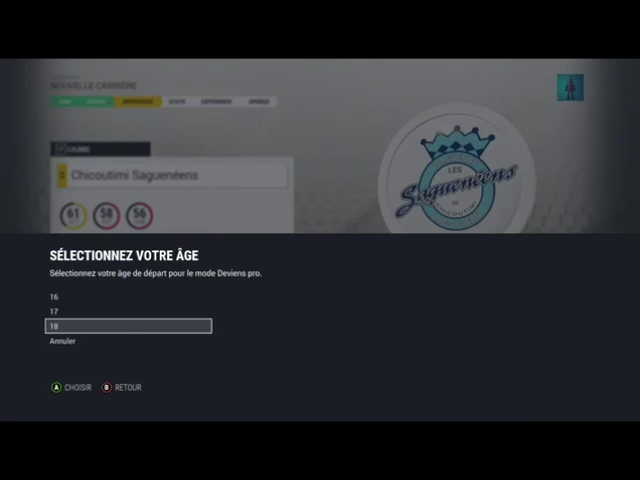 NOUVELLE CARRIÈRE
Chicoutimi Saguenéens
61 58 56
LES
Saguenéens
CHICOUTIMI
SÉLECTIONNEZ VOTRE ÂGE
Sélectionnez votre âge de départ pour le mode Deviens pro.
16
17
18
Annuler
A CHOISIR B RETOUR